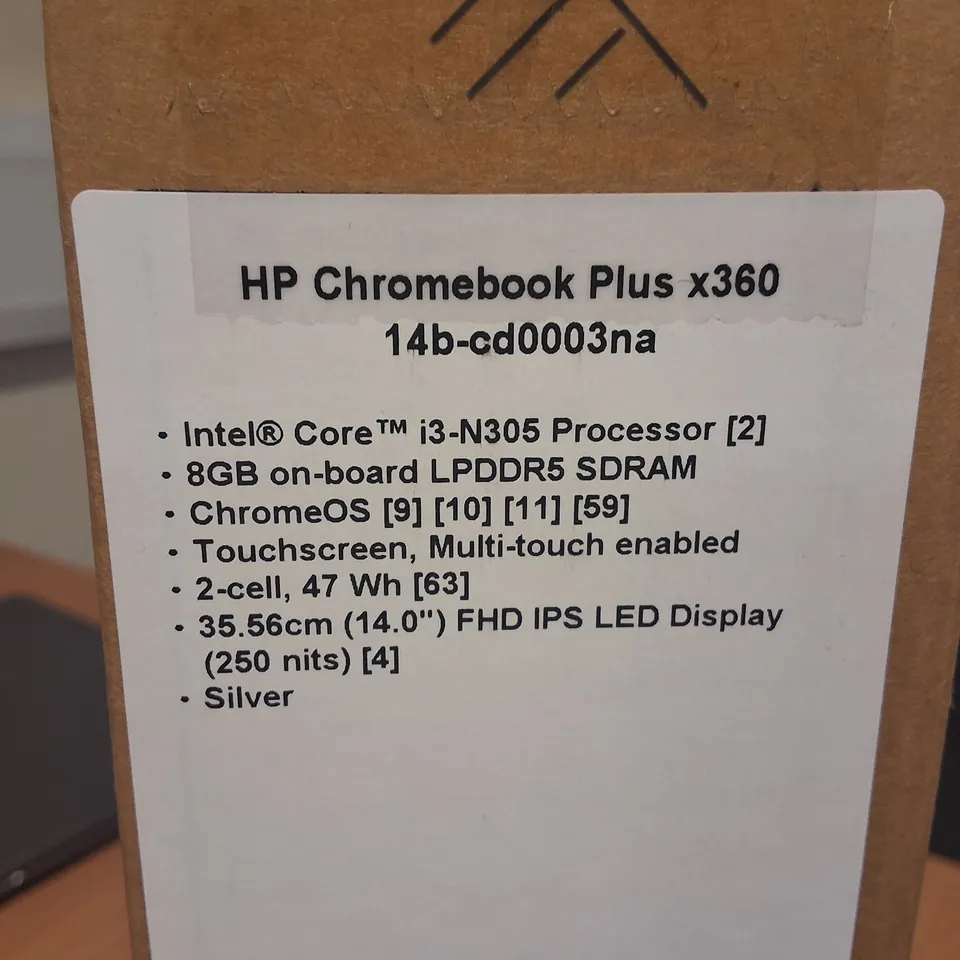 HP Chromebook Plus x360
14b-cd0003na
• Intel® Core™ i3-N305 Processor [2]
• 8GB on-board LPDDR5 SDRAM
• ChromeOS [9] [10] [11] [59]
• Touchscreen, Multi-touch enabled
• 2-cell, 47 Wh [63]
• 35.56cm (14.0") FHD IPS LED Display
(250 nits) [4]
• Silver